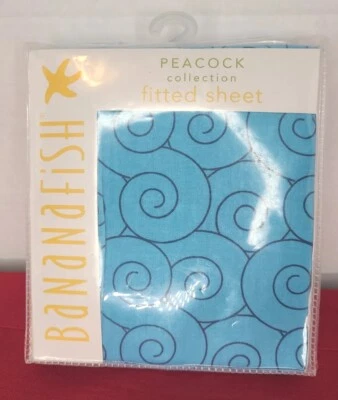 PEACOCK
collection
fitted sheet
BaNaNafiSH